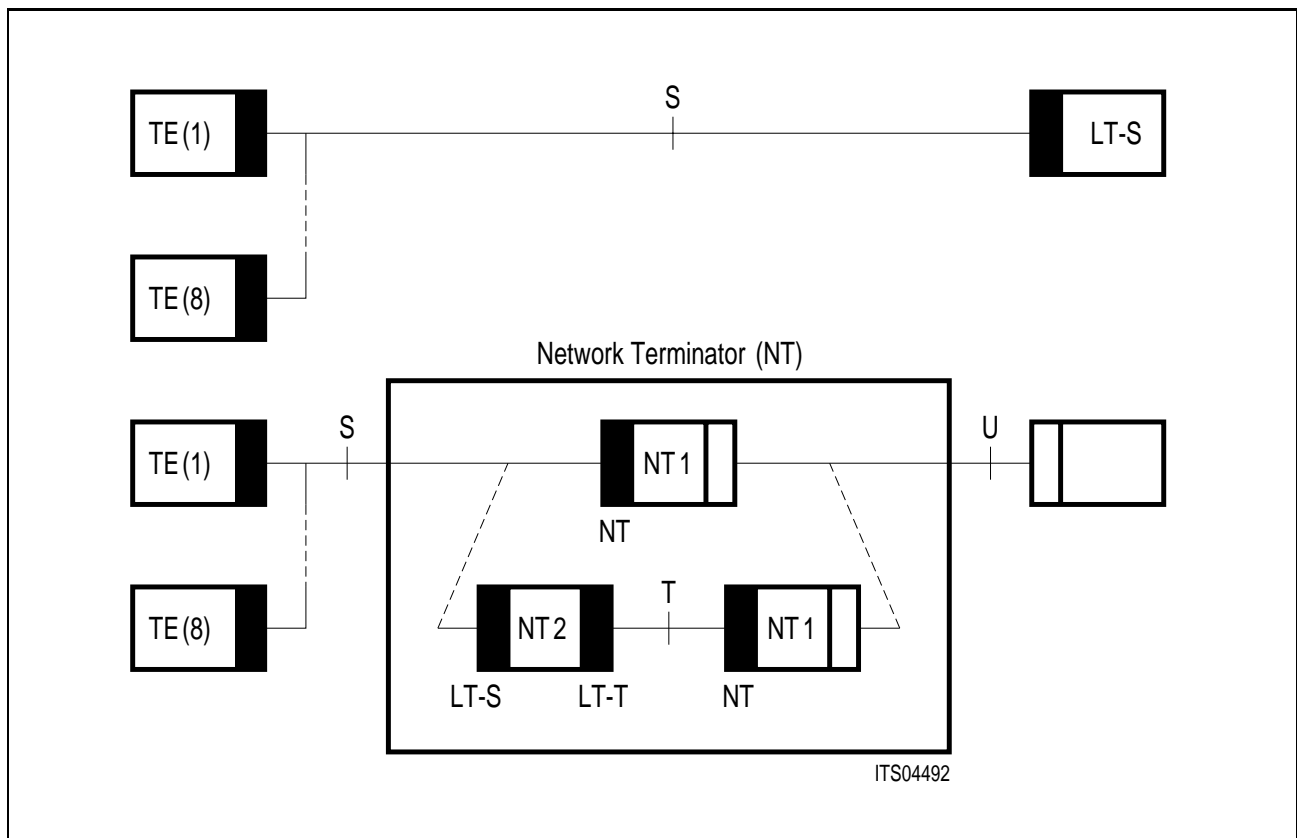 S
TE (1)
LT-S
TE (8)
Network Terminator (NT)
S
U
TE (1)
NT 1
NT
T
TE (8)
NT 2
NT 1
LT-S
LT-T
NT
ITS04492